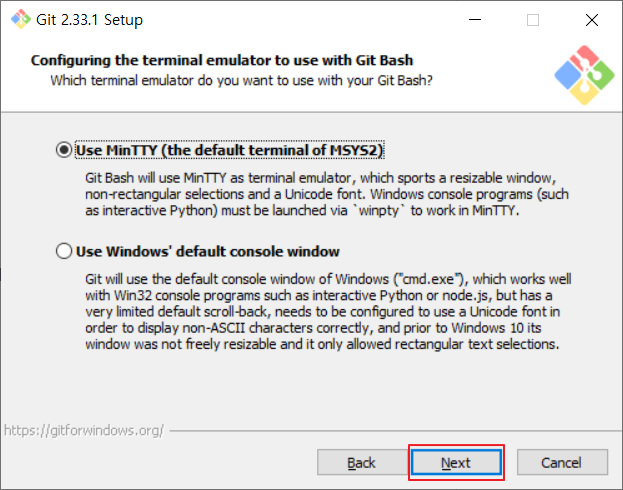 Git 2.33.1 Setup
Configuring the terminal emulator to use with Git Bash
Which terminal emulator do you want to use with your Git Bash?
Use MinTTY (the default terminal of MSYS2)
Git Bash will use MinTTY as terminal emulator, which sports a resizable window,
non-rectangular selections and a Unicode font. Windows console programs (such
as interactive Python) must be launched via `winpty` to work in MinTTY.
Use Windows' default console window
Git will use the default console window of Windows ("cmd.exe"), which works well
with Win32 console programs such as interactive Python or node.js, but has a
very limited default scroll-back, needs to be configured to use a Unicode font in
order to display non-ASCII characters correctly, and prior to Windows 10 its
window was not freely resizable and it only allowed rectangular text selections.
https://gitforwindows.org/
Back Next Cancel